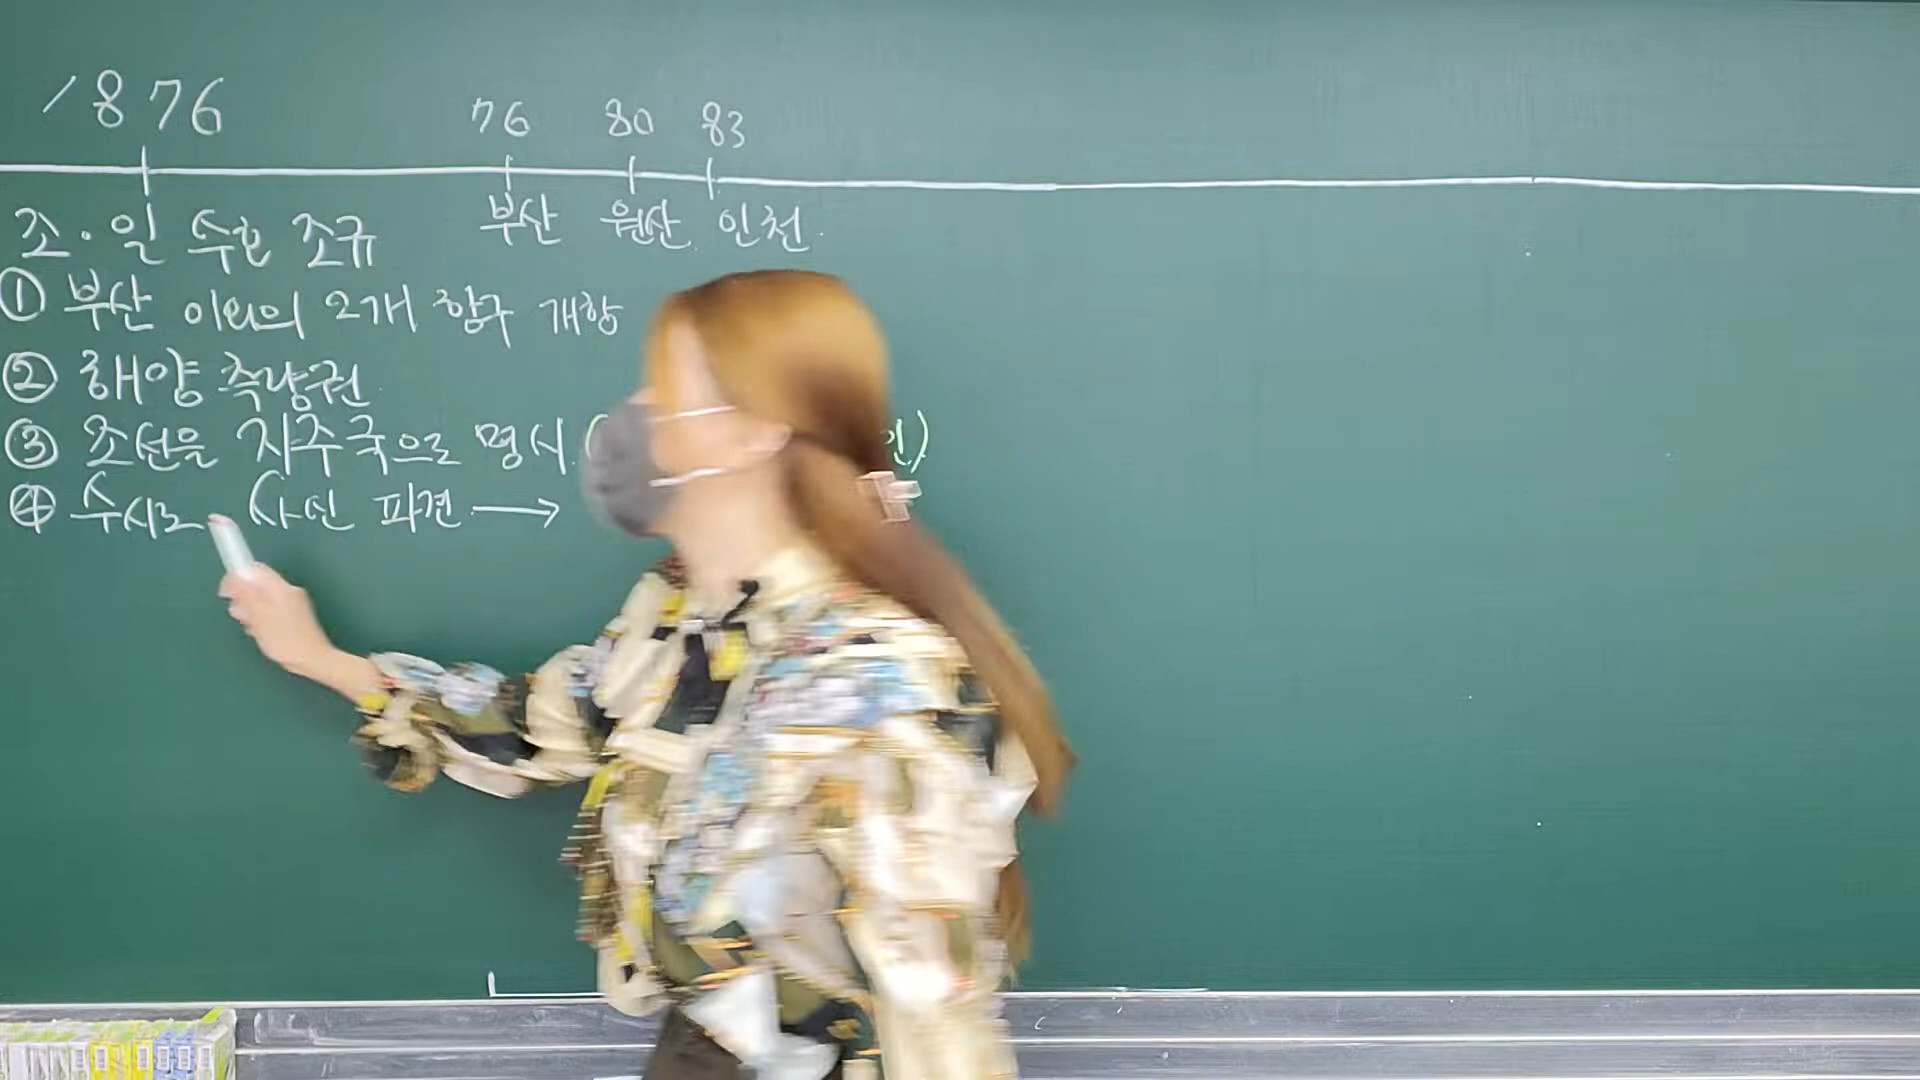 1876
76 80 83
부산 원산 인천.
조·일 수호 조규
① 부산 이외의 2개 항구 개항
② 해양 측량권.
③ 조선을 자주국으로 명시. ( 인)
④ 수시로 사신 파견 →